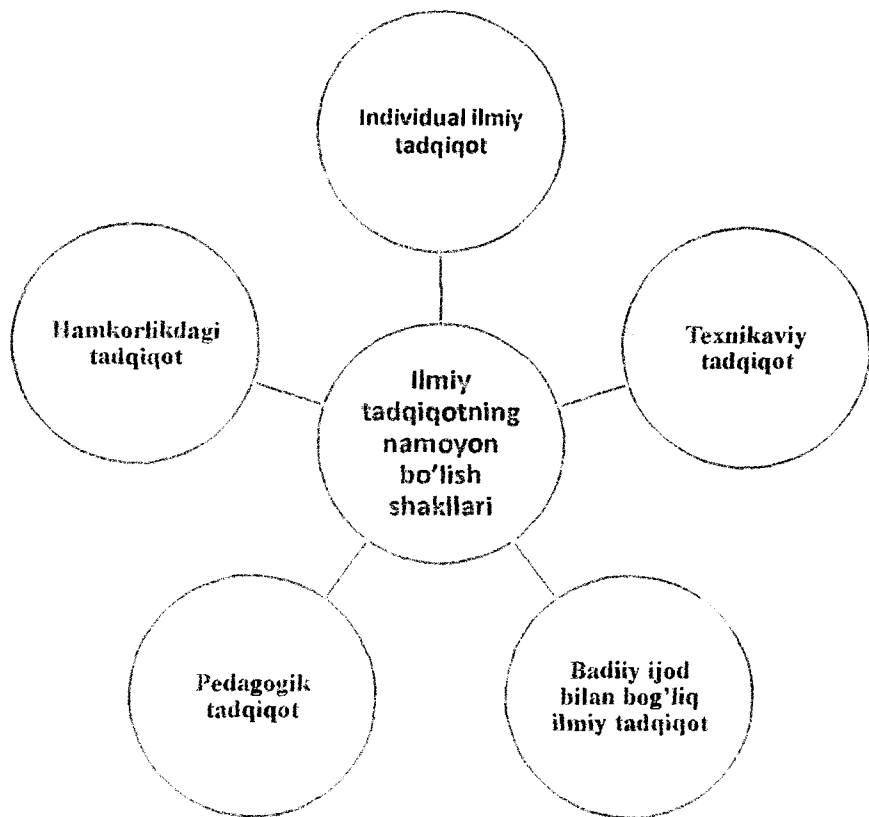 Individual ilmiy
tadqiqot
Hamkorlikdagi
tadqiqot
Texnikaviy
tadqiqot
Ilmiy
tadqiqotning
namoyon
bo'lish
shakllari
Pedagogik
tadqiqot
Badiiy ijod
bilan bog'liq
ilmiy tadqiqot